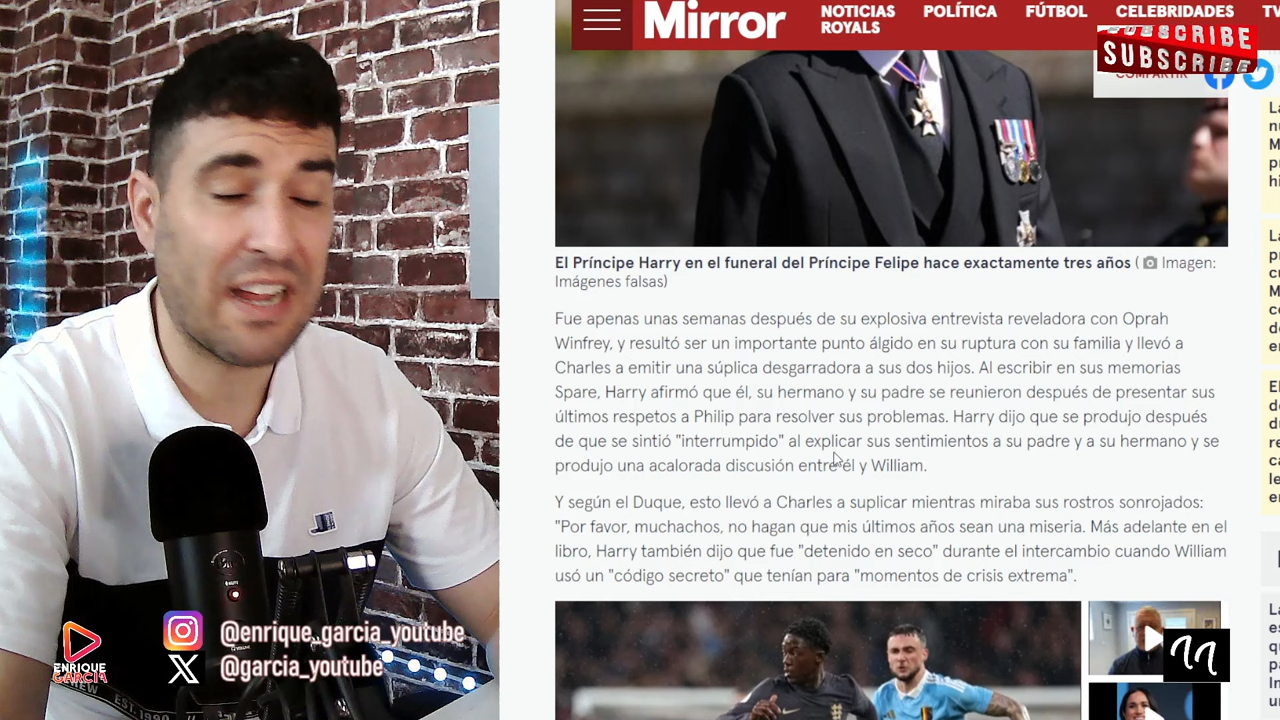 Mirror
NOTICIAS
ROYALS
POLÍTICA
FÚTBOL
CELEBRIDADES
TV
SUBSCRIBE
SUBSCRIBE
COMPARTIR
El Príncipe Harry en el funeral del Príncipe Felipe hace exactamente tres años ( Imagen:
Imágenes falsas)
Fue apenas unas semanas después de su explosiva entrevista reveladora con Oprah
Winfrey, y resultó ser un importante punto álgido en su ruptura con su familia y llevó a
Charles a emitir una súplica desgarradora a sus dos hijos. Al escribir en sus memorias
Spare, Harry afirmó que él, su hermano y su padre se reunieron después de presentar sus
últimos respetos a Philip para resolver sus problemas. Harry dijo que se produjo después
de que se sintió "interrumpido" al explicar sus sentimientos a su padre y a su hermano y se
produjo una acalorada discusión entre él y William.
Y según el Duque, esto llevó a Charles a suplicar mientras miraba sus rostros sonrojados:
"Por favor, muchachos, no hagan que mis últimos años sean una miseria. Más adelante en el
libro, Harry también dijo que fue "detenido en seco" durante el intercambio cuando William
usó un "código secreto" que tenían para "momentos de crisis extrema".
@enrique_garcia_youtube
@garcia_youtube
ENRIQUE
GARCIA
EST. 1990